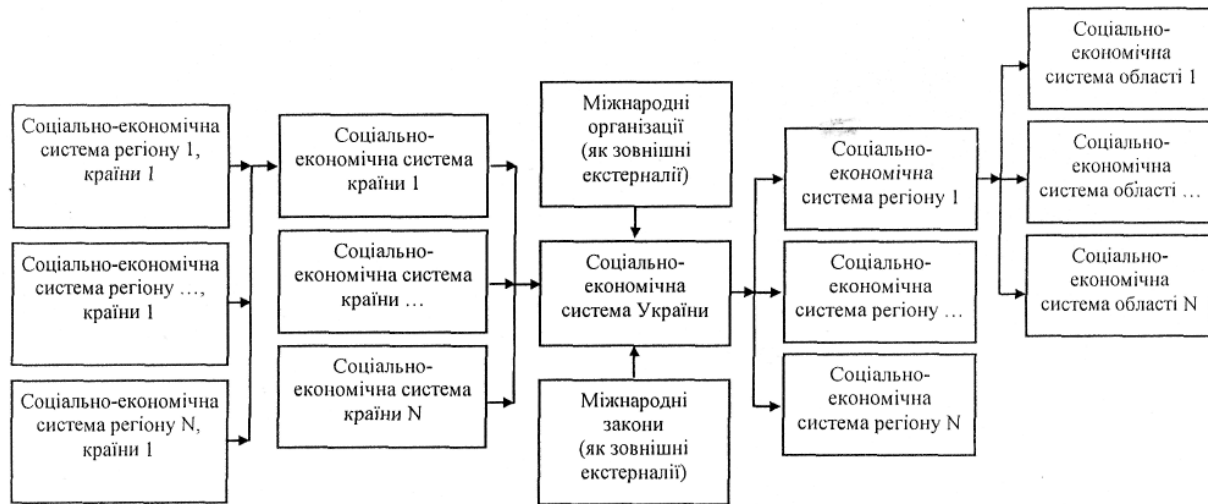 Соціально-економічна
система регіону 1,
країни 1
Соціально-економічна
система регіону …,
країни 1
Соціально-економічна
система регіону N,
країни 1
Соціально-
економічна система
країни 1
Соціально-
економічна система
країни …
Соціально-
економічна система
країни N
Міжнародні
організації
(як зовнішні
екстерналії)
Соціально-
економічна
система України
Міжнародні
закони
(як зовнішні
екстерналії)
Соціально-
економічна
система регіону 1
Соціально-
економічна
система регіону …
Соціально-
економічна
система регіону N
Соціально-
економічна
система області 1
Соціально-
економічна
система області …
Соціально-
економічна
система області N